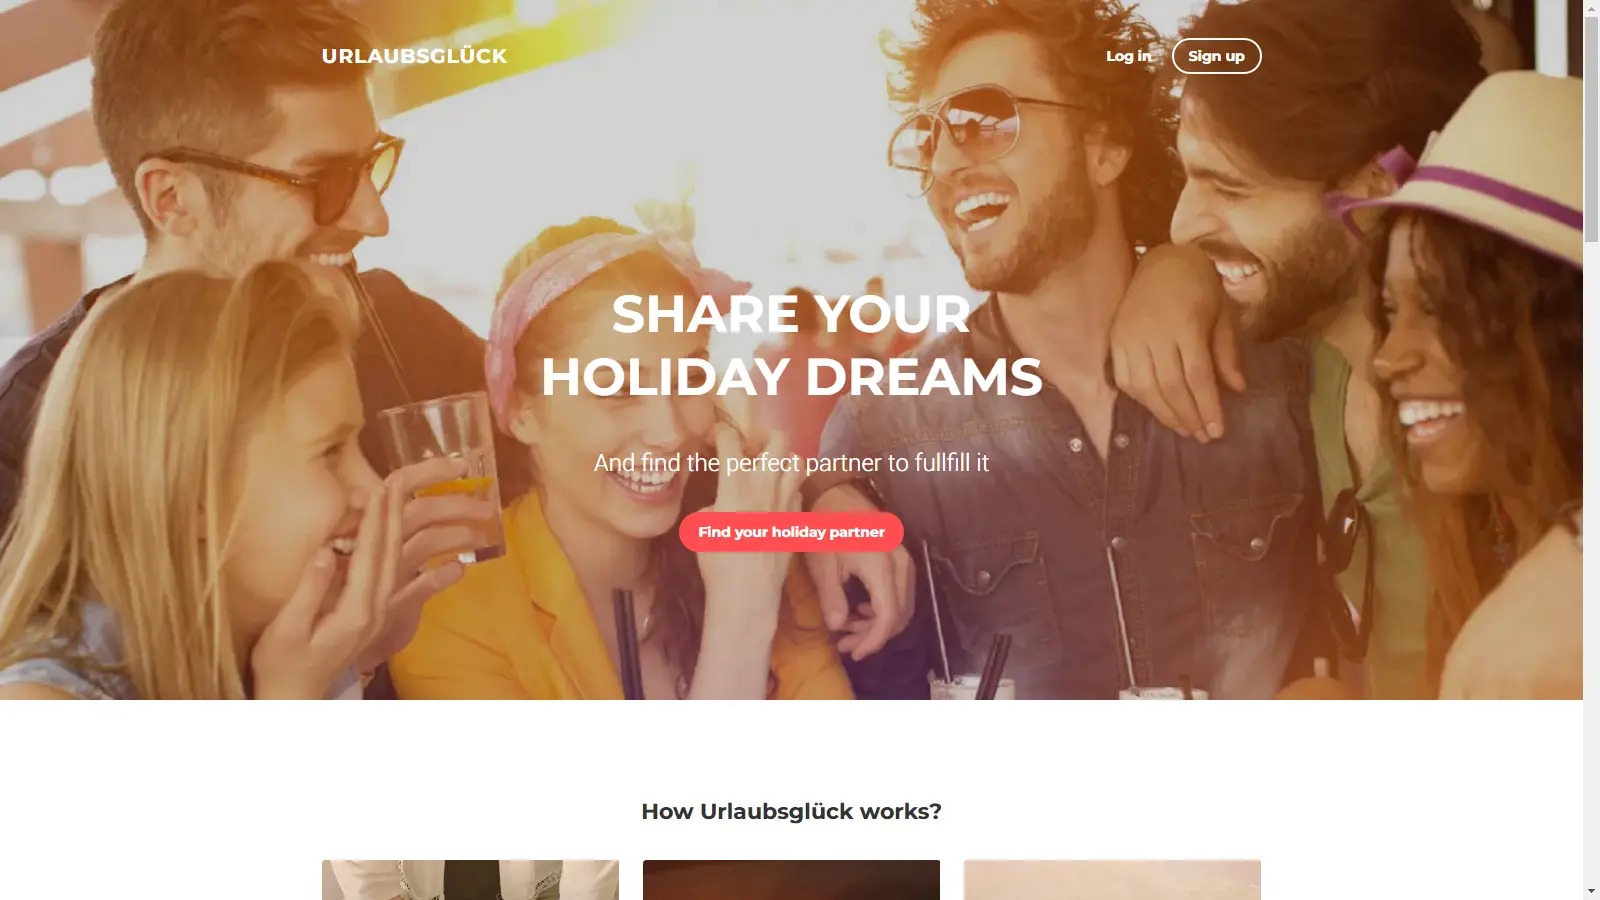 URLAUBSGLÜCK
Log in
Sign up
SHARE YOUR
HOLIDAY DREAMS
And find the perfect partner to fullfill it
Find your holiday partner
How Urlaubsglück works?